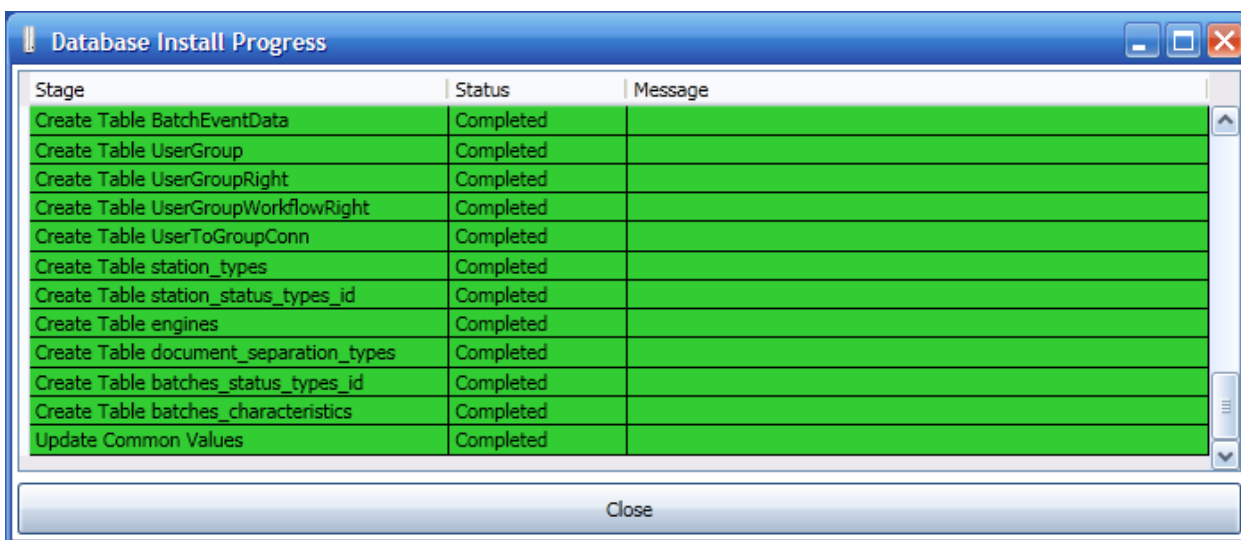 Database Install Progress
Stage Status Message
Create Table BatchEventData Completed
Create Table UserGroup Completed
Create Table UserGroupRight Completed
Create Table UserGroupWorkflowRight Completed
Create Table UserToGroupConn Completed
Create Table station_types Completed
Create Table station_status_types_id Completed
Create Table engines Completed
Create Table document_separation_types Completed
Create Table batches_status_types_id Completed
Create Table batches_characteristics Completed
Update Common Values Completed
Close